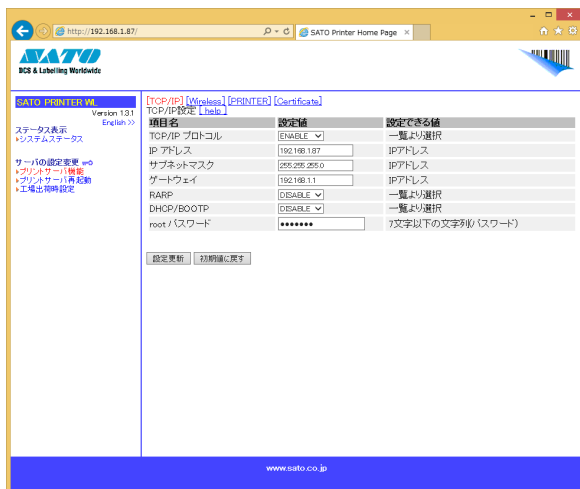 http://192.168.1.87/
SATO Printer Home Page
SATO
DCS & Labelling Worldwide
SATO PRINTER WL
Version 1.3.1
English >>
ステータス表示
システムステータス
サーバの設定変更
プリントサーバ機能
プリントサーバ再起動
工場出荷時設定
[TCP/IP] [Wireless] [PRINTER] [Certificate]
TCP/IP設定 [ help ]
項目名 設定値 設定できる値
TCP/IP プロトコル ENABLE 一覧より選択
IP アドレス 192.168.1.87 IPアドレス
サブネットマスク 255.255.255.0 IPアドレス
ゲートウェイ 192.168.1.1 IPアドレス
RARP DISABLE 一覧より選択
DHCP/BOOTP DISABLE 一覧より選択
root パスワード ●●●●●●● 7文字以下の文字列(パスワード)
設定更新 初期値に戻す
www.sato.co.jp